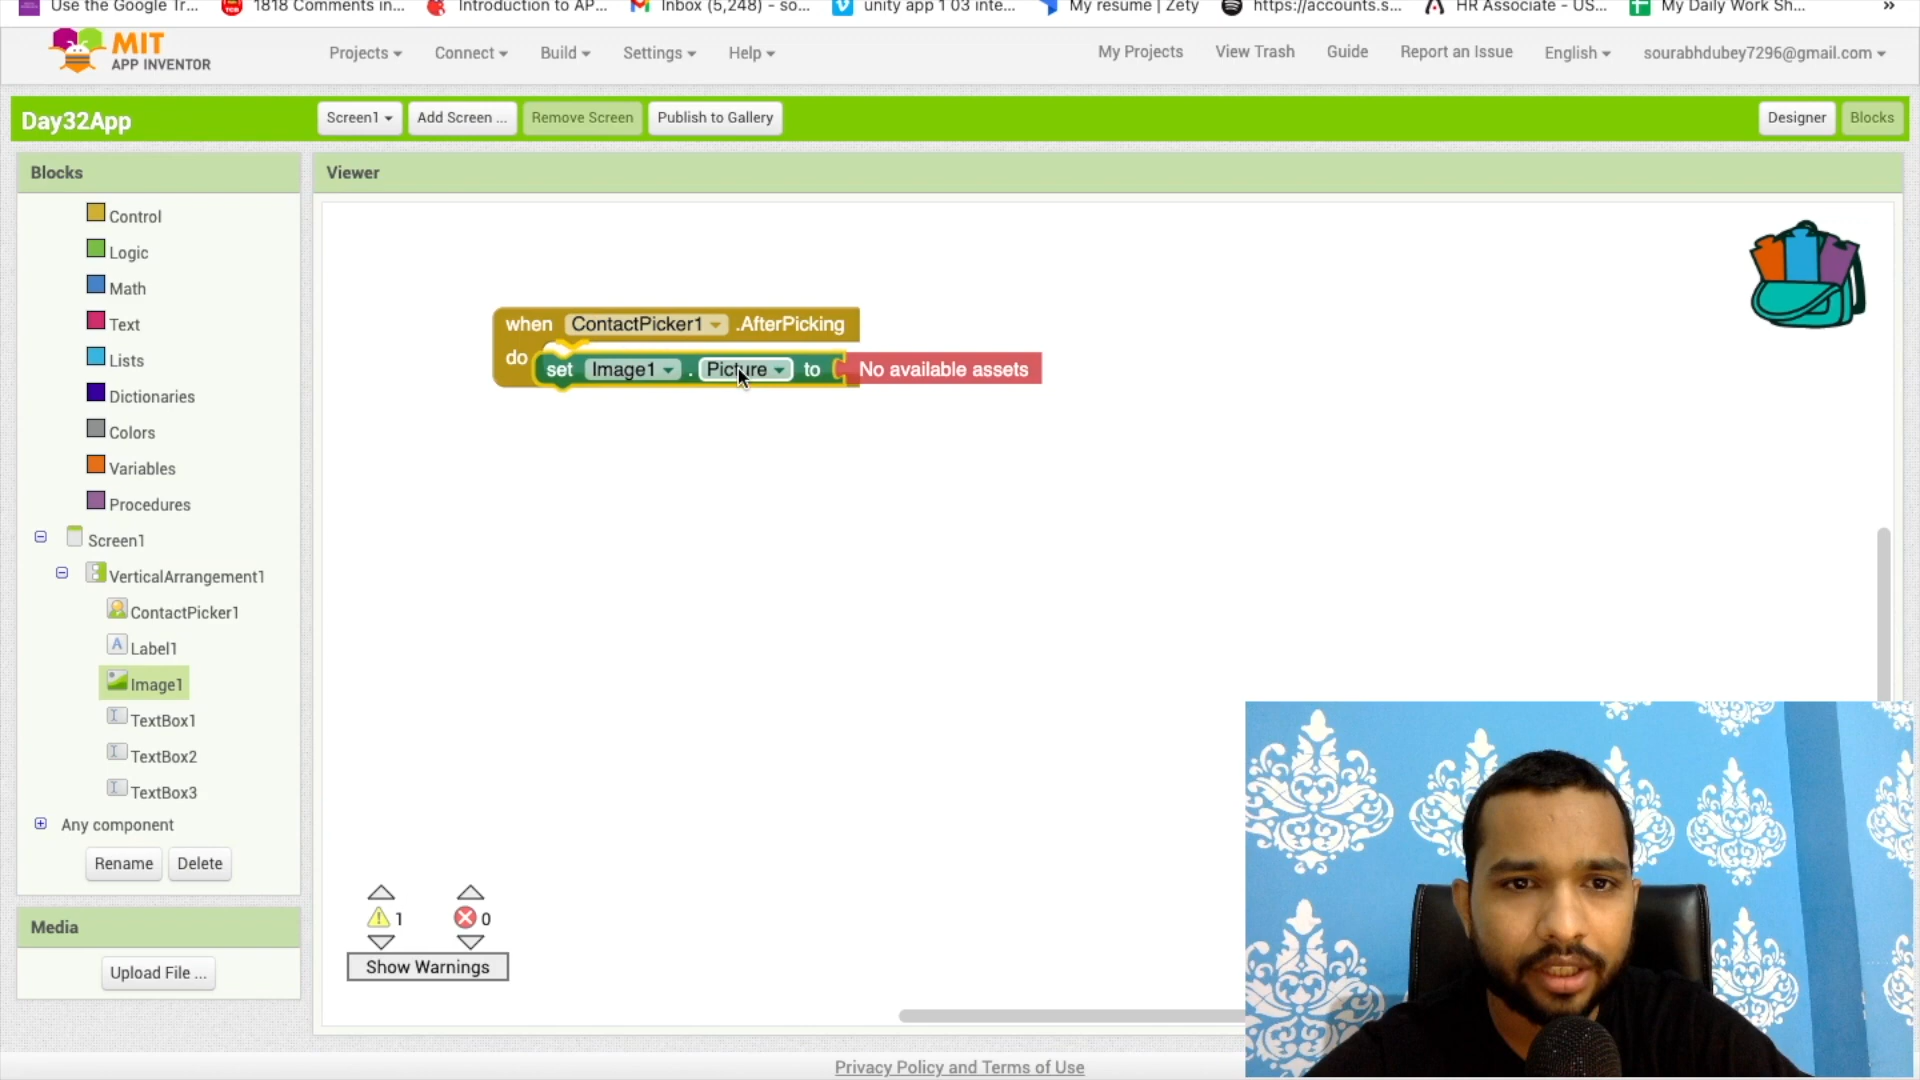 Use the Google Tr... 1818 Comments in... Introduction to AP... Inbox (5,248) – so... unity app 1 03 inte... My resume | Zety https://accounts.s... HR Associate - US... My Daily Work Sh... »
MIT
APP INVENTOR
Projects Connect Build Settings Help My Projects View Trash Guide Report an Issue English sourabhdubey7296@gmail.com
Day32App Screen1 Add Screen ... Remove Screen Publish to Gallery Designer Blocks
Blocks
Viewer
Control
Logic
Math
Text
Lists
Dictionaries
Colors
Variables
Procedures
Screen1
VerticalArrangement1
ContactPicker1
Label1
Image1
TextBox1
TextBox2
TextBox3
Any component
Rename Delete
Media
Upload File ...
when ContactPicker1 .AfterPicking
do set Image1 . Picture to No available assets
1 0
Show Warnings
Privacy Policy and Terms of Use